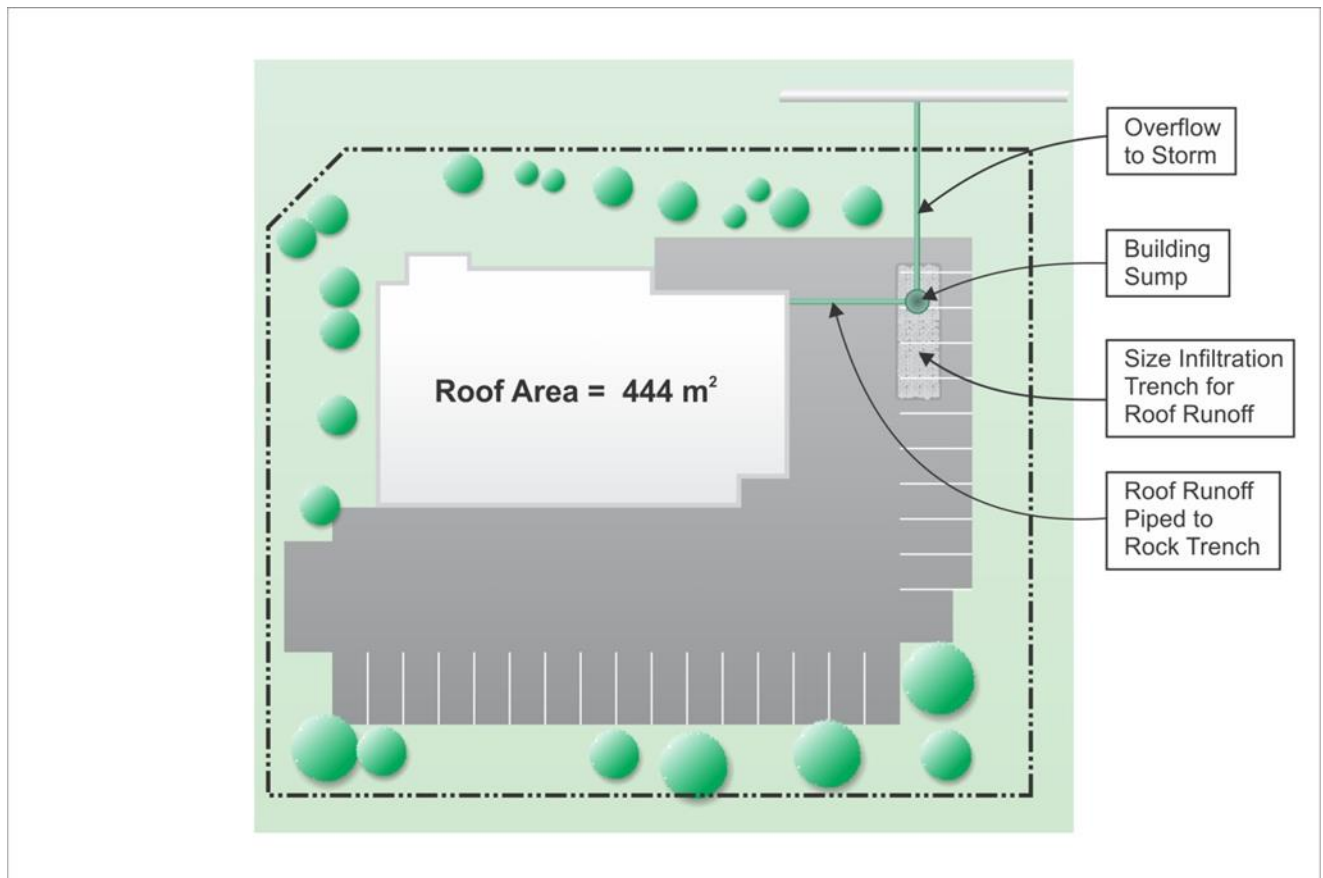 Overflow
to Storm
Building
Sump
Size Infiltration
Trench for
Roof Runoff
Roof Area = 444 m²
Roof Runoff
Piped to
Rock Trench